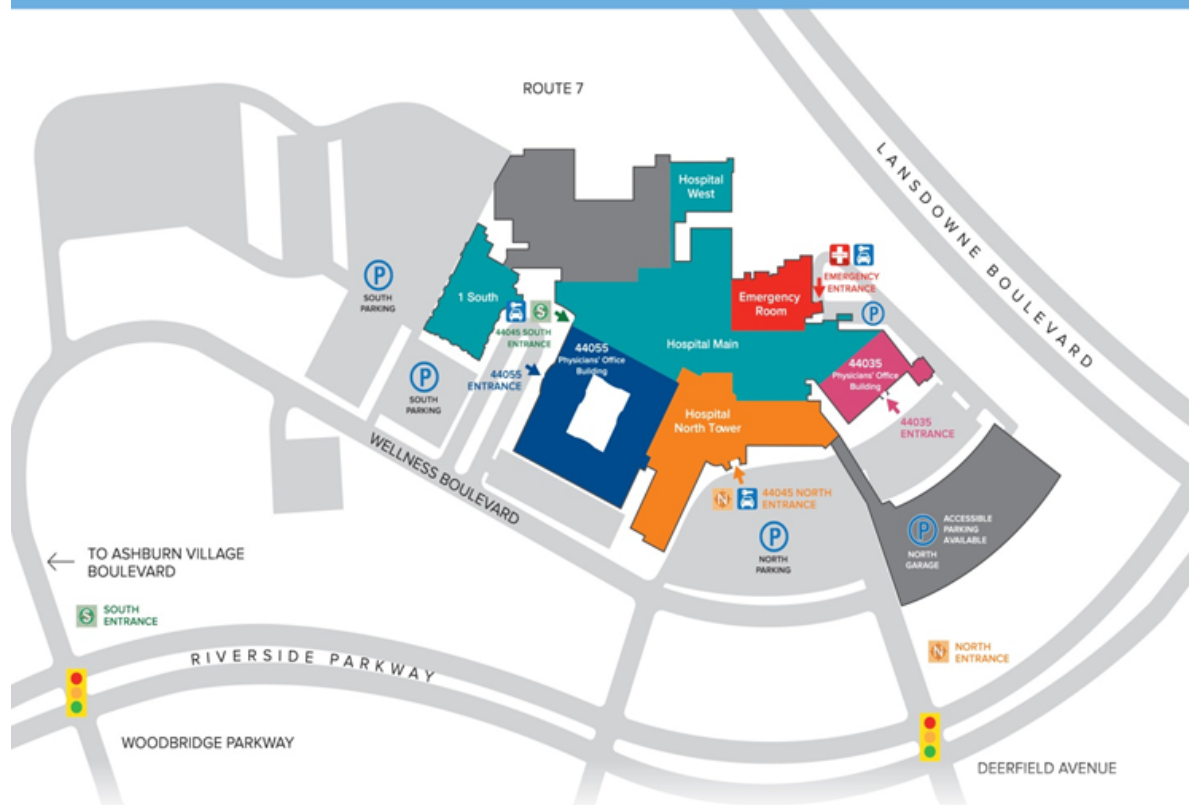 ROUTE 7
LANSDOWNE BOULEVARD
Hospital
West
EMERGENCY
ENTRANCE
Emergency
Room
P
P
SOUTH
PARKING
1 South
S
44045 SOUTH
ENTRANCE
Hospital Main
44055
Physicians' Office
Building
44055
ENTRANCE
44035
Physicians' Office
Building
44035
ENTRANCE
P
SOUTH
PARKING
Hospital
North Tower
WELLNESS BOULEVARD
N
44045 NORTH
ENTRANCE
P
NORTH
PARKING
P
ACCESSIBLE
PARKING
AVAILABLE
NORTH
GARAGE
TO ASHBURN VILLAGE
BOULEVARD
S
SOUTH
ENTRANCE
N
NORTH
ENTRANCE
RIVERSIDE PARKWAY
WOODBRIDGE PARKWAY
DEERFIELD AVENUE